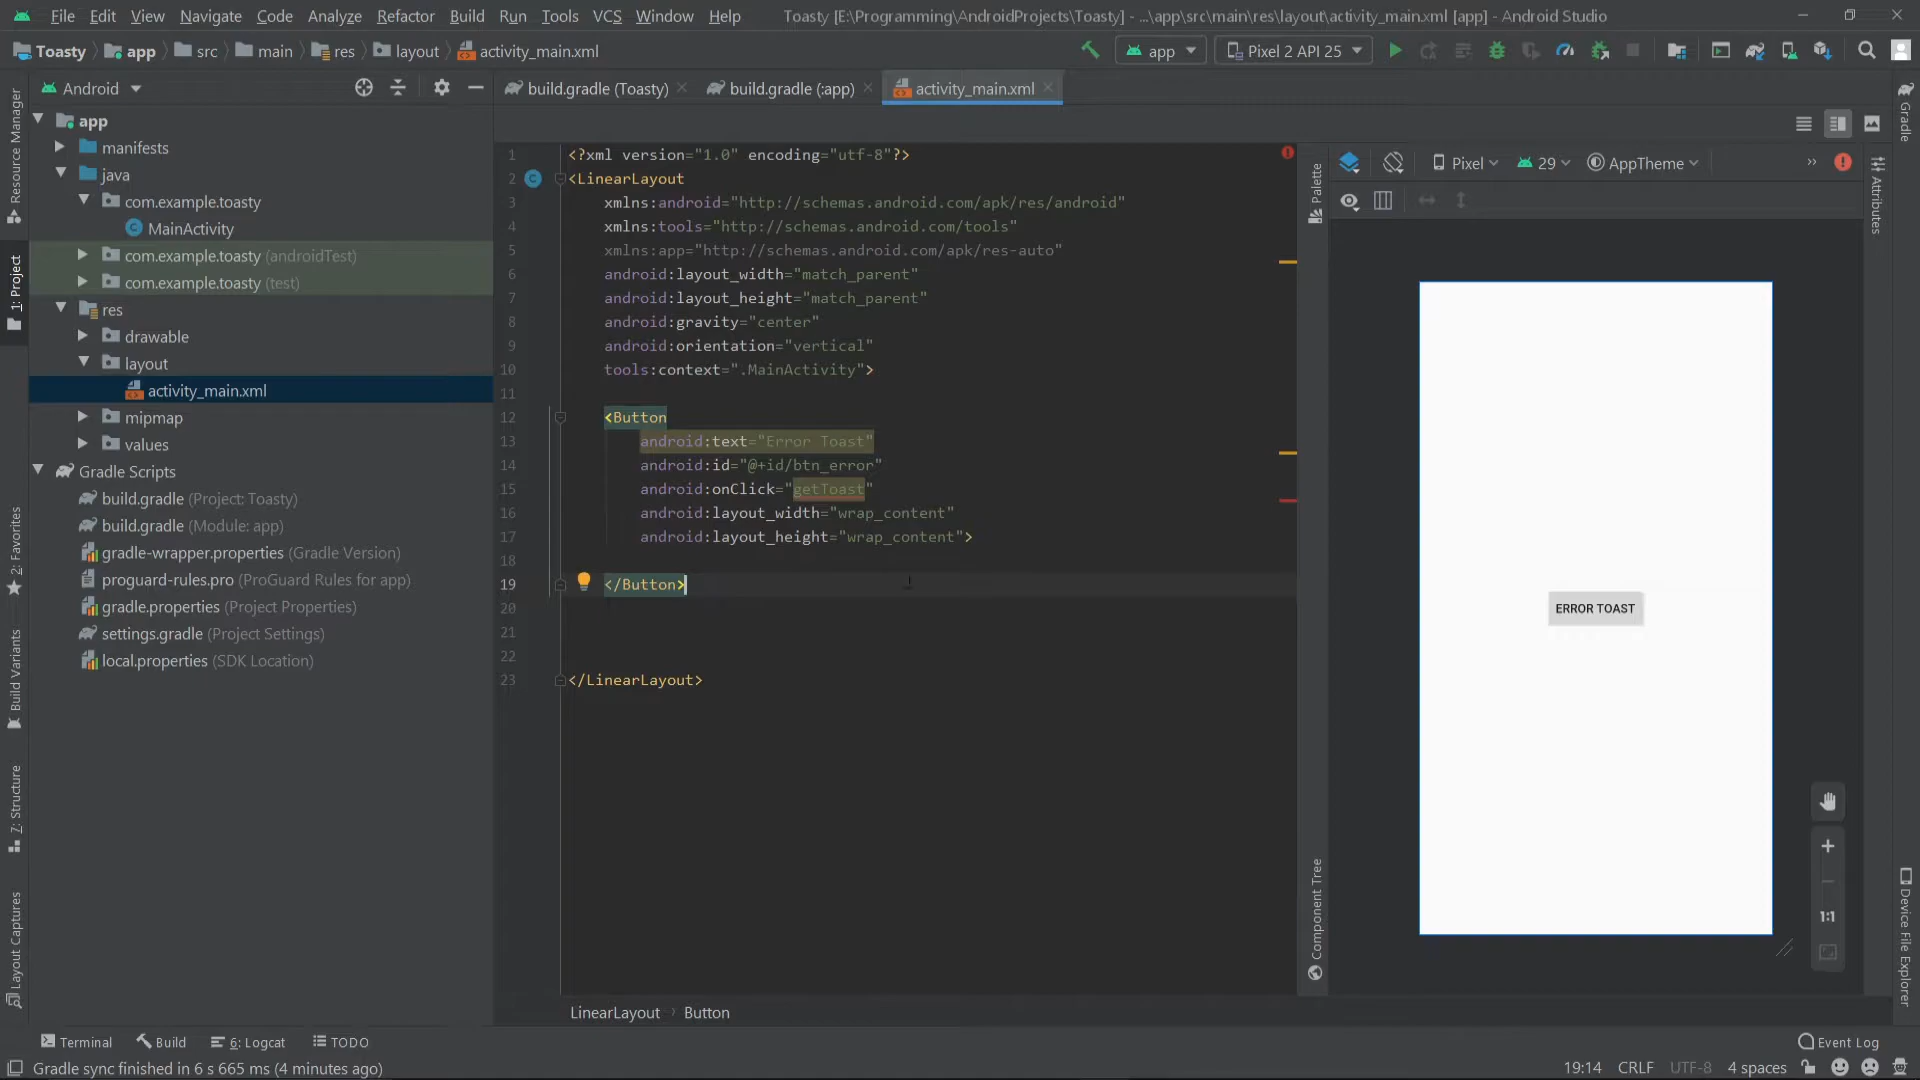 File Edit View Navigate Code Analyze Refactor Build Run Tools VCS Window Help Toasty [E:\Programming\AndroidProjects\Toasty] - ...\app\src\main\res\layout\activity_main.xml [app] - Android Studio
Toasty app src main res layout activity_main.xml app Pixel 2 API 25
Android build.gradle (Toasty) build.gradle (:app) activity_main.xml
Resource Manager
1: Project
2: Favorites
Build Variants
7: Structure
Layout Captures
app
manifests
java
com.example.toasty
MainActivity
com.example.toasty (androidTest)
com.example.toasty (test)
res
drawable
layout
activity_main.xml
mipmap
values
Gradle Scripts
build.gradle (Project: Toasty)
build.gradle (Module: app)
gradle-wrapper.properties (Gradle Version)
proguard-rules.pro (ProGuard Rules for app)
gradle.properties (Project Properties)
settings.gradle (Project Settings)
local.properties (SDK Location)
1 <?xml version="1.0" encoding="utf-8"?>
2 C <LinearLayout
3 xmlns:android="http://schemas.android.com/apk/res/android"
4 xmlns:tools="http://schemas.android.com/tools"
5 xmlns:app="http://schemas.android.com/apk/res-auto"
6 android:layout_width="match_parent"
7 android:layout_height="match_parent"
8 android:gravity="center"
9 android:orientation="vertical"
10 tools:context=".MainActivity">
11
12 <Button
13 android:text="Error Toast"
14 android:id="@+id/btn_error"
15 android:onClick="getToast"
16 android:layout_width="wrap_content"
17 android:layout_height="wrap_content">
18
19 </Button>
20
21
22
23 </LinearLayout>
LinearLayout Button
Palette
Component Tree
Pixel 29 AppTheme
ERROR TOAST
1:1
Gradle
Attributes
Device File Explorer
Terminal Build 6: Logcat TODO Event Log
Gradle sync finished in 6 s 665 ms (4 minutes ago) 19:14 CRLF UTF-8 4 spaces